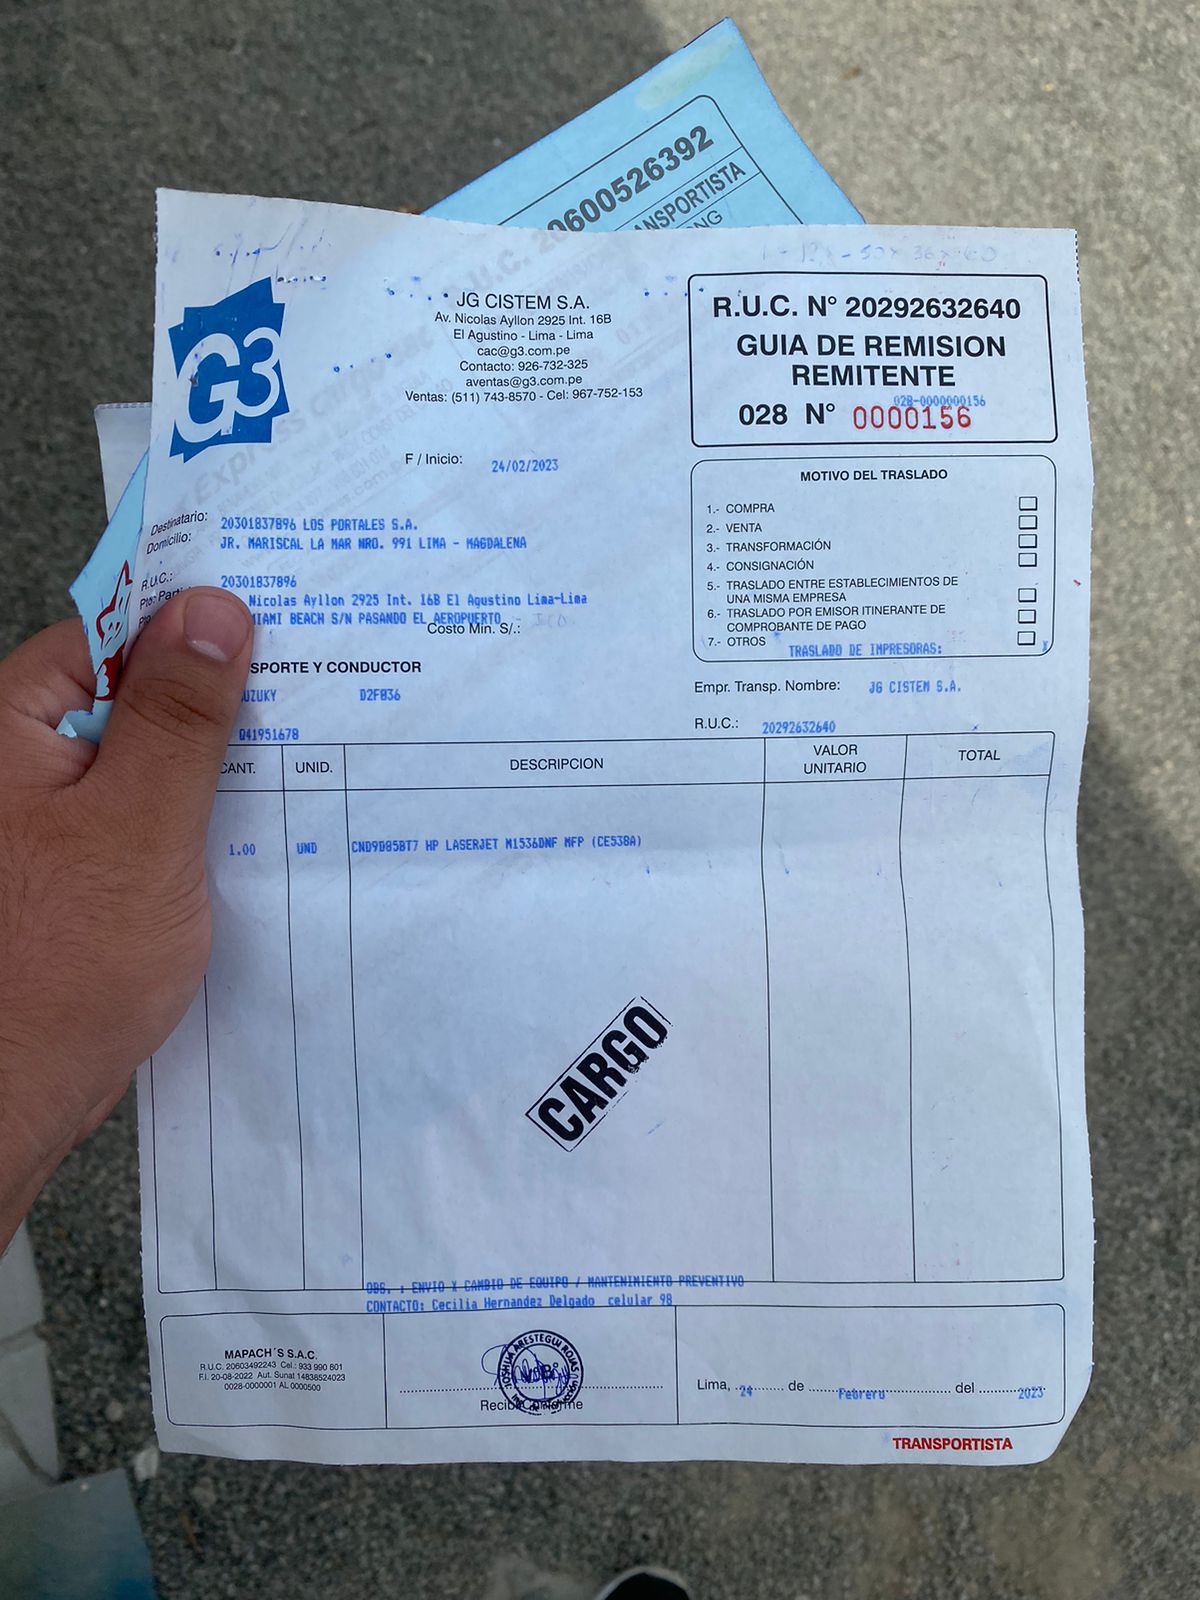 20600526392
TRANSPORTISTA
G3
JG CISTEM S.A.
Av. Nicolas Ayllon 2925 Int. 16B
El Agustino - Lima - Lima
cac@g3.com.pe
Contacto: 926-732-325
aventas@g3.com.pe
Ventas: (511) 743-8570 - Cel: 967-752-153
R.U.C. N° 20292632640
GUIA DE REMISION
REMITENTE
028-0000000156
028 N° 0000156
F / Inicio: 24/02/2023
Destinatario: 20301837896 LOS PORTALES S.A.
Domicilio: JR. MARISCAL LA MAR NRO. 991 LIMA - MAGDALENA
R.U.C.: 20301837896
Nicolas Ayllon 2925 Int. 16B El Agustino Lima-Lima
MIAMI BEACH S/N PASANDO EL AEROPUERTO
Costo Min. S/.:
MOTIVO DEL TRASLADO
1.- COMPRA
2.- VENTA
3.- TRANSFORMACIÓN
4.- CONSIGNACIÓN
5.- TRASLADO ENTRE ESTABLECIMIENTOS DE
UNA MISMA EMPRESA
6.- TRASLADO POR EMISOR ITINERANTE DE
COMPROBANTE DE PAGO
7.- OTROS TRASLADO DE IMPRESORAS: X
SPORTE Y CONDUCTOR
UZUKY D2F836
Q41951678
Empr. Transp. Nombre: JG CISTEM S.A.
R.U.C.: 20292632640
CANT. UNID. DESCRIPCION VALOR UNITARIO TOTAL
1.00 UND CND9D85BT7 HP LASERJET M1536DNF MFP (CE538A)
CARGO
OBS. : ENVIO X CAMBIO DE EQUIPO / MANTENIMIENTO PREVENTIVO
CONTACTO: Cecilia Hernandez Delgado celular 98
MAPACH´S S.A.C.
R.U.C. 20603492243 Cel.: 933 990 801
F.I. 20-08-2022 Aut. Sunat 14838524023
0028-0000001 AL 0000500
JOSHUA ARESTEGUI ROJAS
Recibí Conforme
Lima, 24 de Febrero del 2023
TRANSPORTISTA